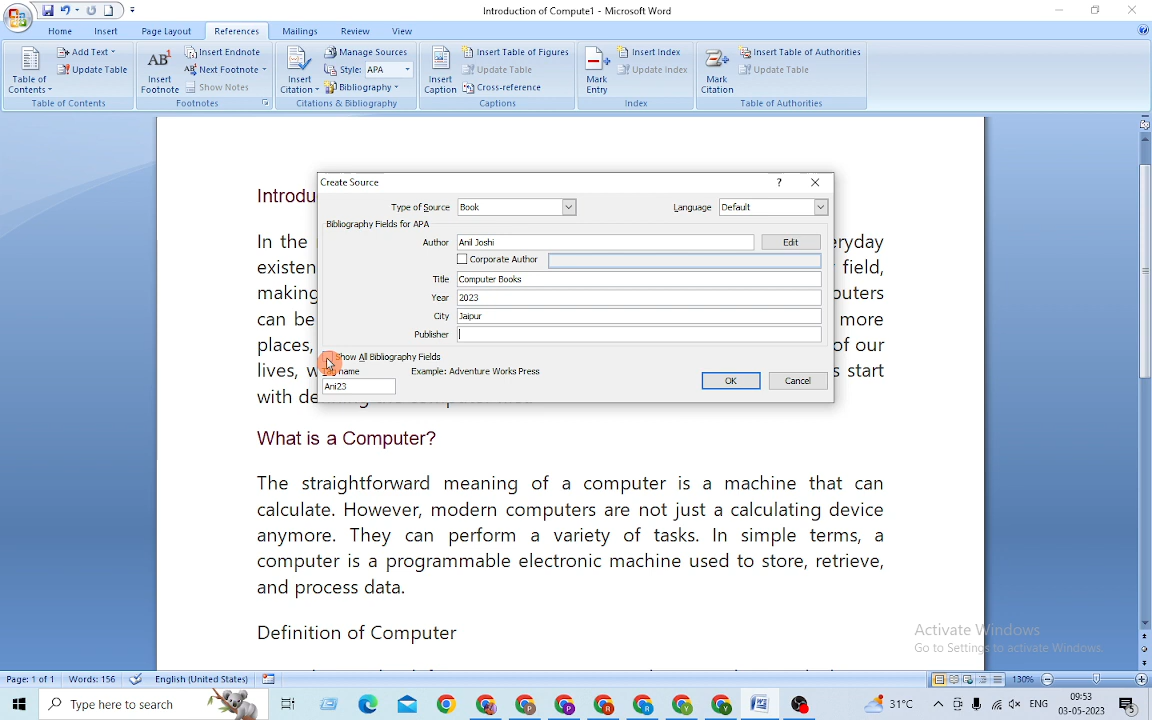 Introduction of Compute1 - Microsoft Word
Home Insert Page Layout References Mailings Review View
Table of Contents Add Text Update Table Table of Contents
AB¹ Insert Footnote Insert Endnote Next Footnote Show Notes Footnotes
Insert Citation Manage Sources Style: APA Bibliography Citations & Bibliography
Insert Caption Insert Table of Figures Update Table Cross-reference Captions
Mark Entry Insert Index Update Index Index
Mark Citation Insert Table of Authorities Update Table Table of Authorities
Introdu
In the eryday
existen field,
making puters
can be more
places, of our
lives, w s start
with de
Create Source ?
Type of Source Book Language Default
Bibliography Fields for APA
Author Anil Joshi Edit
Corporate Author
Title Computer Books
Year 2023
City Jaipur
Publisher
Show All Bibliography Fields
name Example: Adventure Works Press
Ani23 OK Cancel
What is a Computer?
The straightforward meaning of a computer is a machine that can
calculate. However, modern computers are not just a calculating device
anymore. They can perform a variety of tasks. In simple terms, a
computer is a programmable electronic machine used to store, retrieve,
and process data.
Definition of Computer
Activate Windows
Go to Settings to activate Windows.
Page: 1 of 1 Words: 156 English (United States) 130%
Type here to search 31°C ENG 09:53
03-05-2023 5